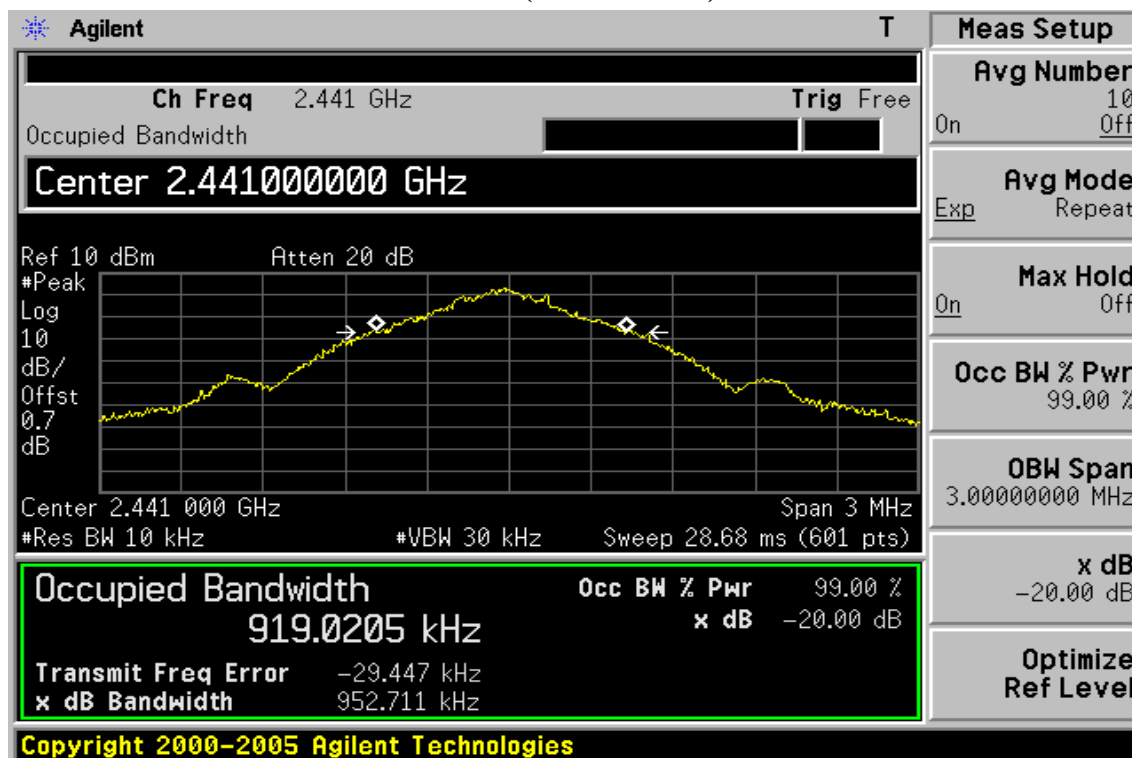 Agilent
T
Meas Setup
Avg Number
10
On Off
Ch Freq 2.441 GHz
Trig Free
Occupied Bandwidth
Center 2.441000000 GHz
Avg Mode
Exp Repeat
Ref 10 dBm
Atten 20 dB
#Peak
Log
10
dB/
Offst
0.7
dB
Max Hold
On Off
Occ BW % Pwr
99.00 %
Center 2.441 000 GHz
Span 3 MHz
#Res BW 10 kHz
#VBW 30 kHz
Sweep 28.68 ms (601 pts)
OBW Span
3.00000000 MHz
Occupied Bandwidth
919.0205 kHz
Occ BW % Pwr 99.00 %
x dB -20.00 dB
Transmit Freq Error -29.447 kHz
x dB Bandwidth 952.711 kHz
x dB
-20.00 dB
Optimize
Ref Level
Copyright 2000-2005 Agilent Technologies